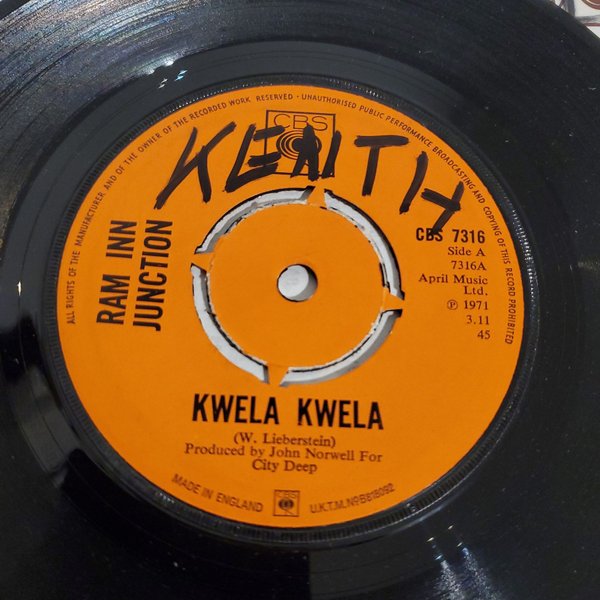 ALL RIGHTS OF THE MANUFACTURER AND OF THE OWNER OF THE RECORDED WORK RESERVED - UNAUTHORISED PUBLIC PERFORMANCE, BROADCASTING AND COPYING OF THIS RECORD PROHIBITED
CBS
KEITH
RAM INN
JUNCTION
CBS 7316
Side A
7316A
April Music
Ltd.
℗ 1971
3.11
45
KWELA KWELA
(W. Lieberstein)
Produced by John Norwell For
City Deep
MADE IN ENGLAND
CBS
U.K.T.M. No B818092